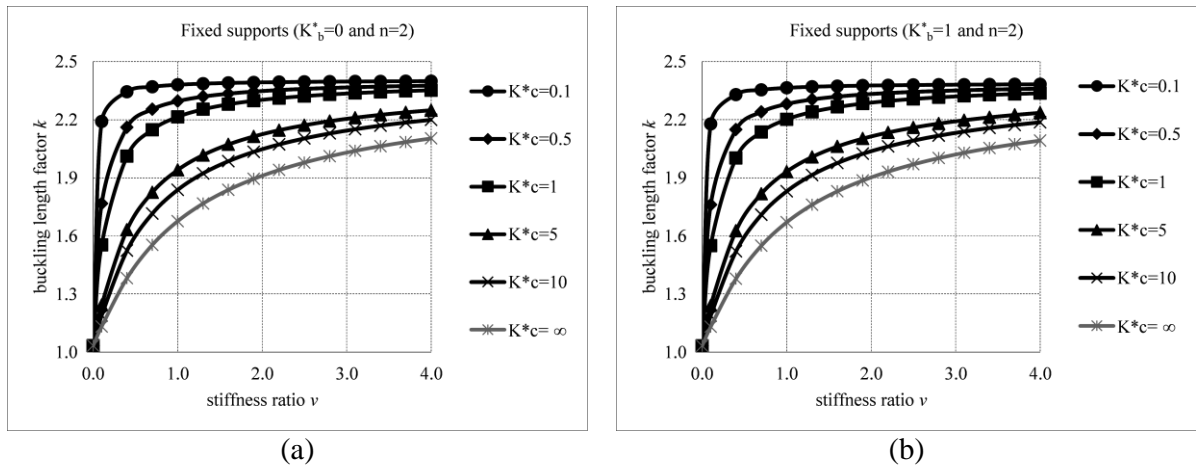 Fixed supports (K*b=0 and n=2)
2.5
2.2
1.9
1.6
1.3
1.0
buckling length factor k
0.0 1.0 2.0 3.0 4.0
stiffness ratio v
K*c=0.1
K*c=0.5
K*c=1
K*c=5
K*c=10
K*c= ∞
(a)
Fixed supports (K*b=1 and n=2)
2.5
2.2
1.9
1.6
1.3
1.0
buckling length factor k
0.0 1.0 2.0 3.0 4.0
stiffness ratio v
K*c=0.1
K*c=0.5
K*c=1
K*c=5
K*c=10
K*c= ∞
(b)